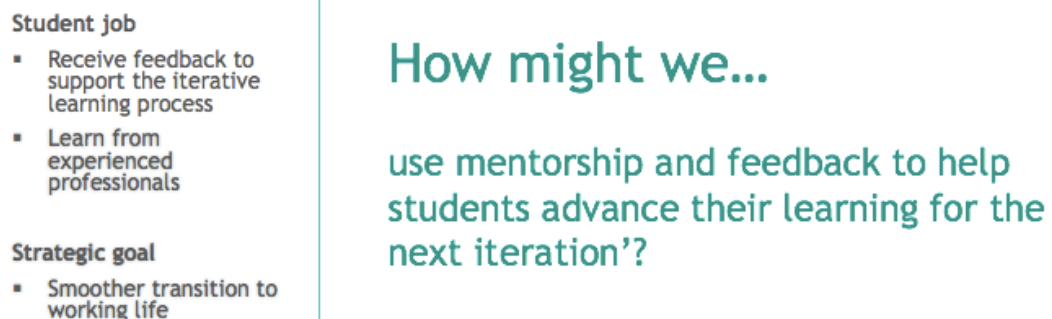 Student job
▪ Receive feedback to
support the iterative
learning process
▪ Learn from
experienced
professionals
Strategic goal
▪ Smoother transition to
working life
How might we…
use mentorship and feedback to help
students advance their learning for the
next iteration’?